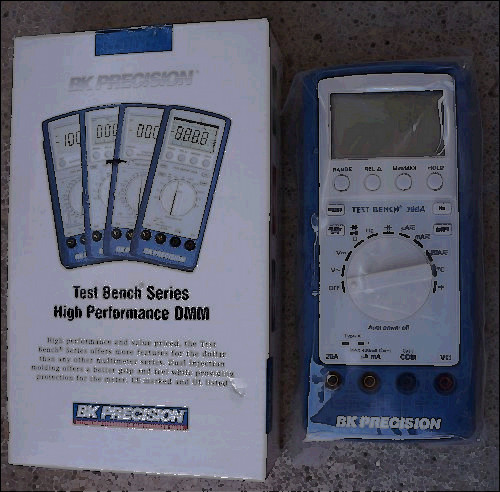 BK PRECISION
Test Bench® Series
High Performance DMM
High performance and value priced, the Test
Bench® Series offers more features for the dollar
than any other multimeter series. Dual injection
molding offers a better grip and feel while providing
protection for the meter. CE marked and UL listed
BK PRECISION
RANGE REL Δ MAX/MIN HOLD
TEST BENCH® 390A
Hz
OFF
Auto power off
20A COM
BK PRECISION